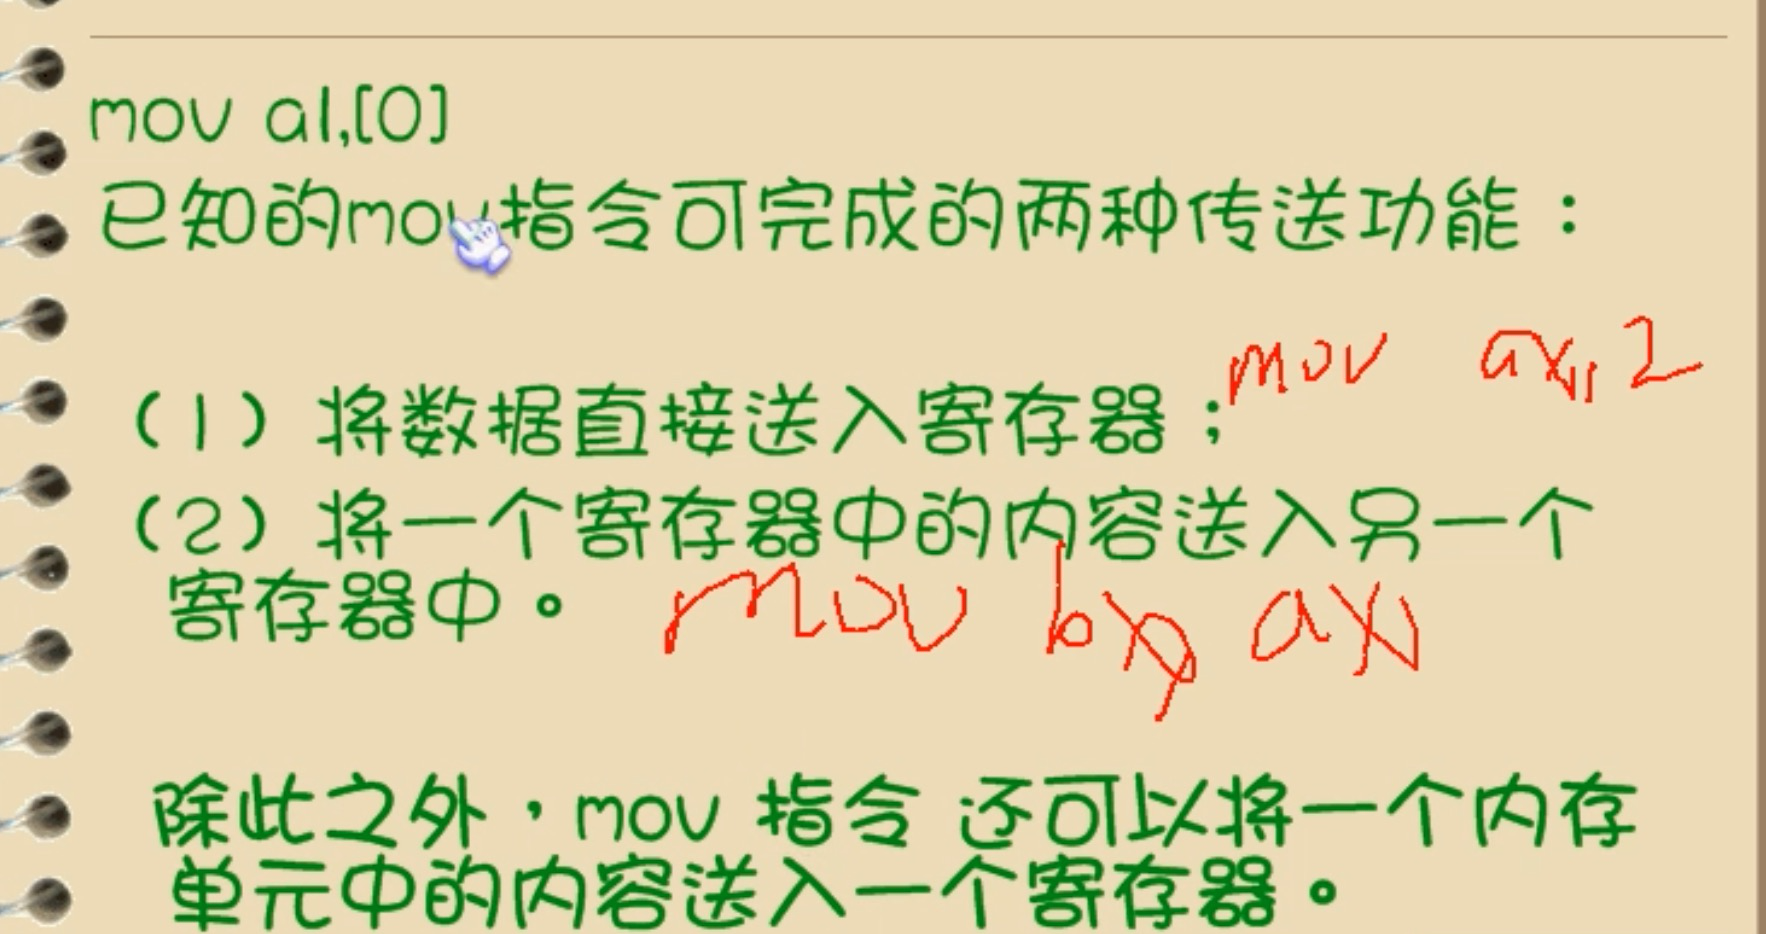 mov al,[0]
已知的mov指令可完成的两种传送功能：
mov ax, 2
（1）将数据直接送入寄存器；
（2）将一个寄存器中的内容送入另一个
寄存器中。
mov bx, ax
除此之外，mov 指令 还可以将一个内存
单元中的内容送入一个寄存器。